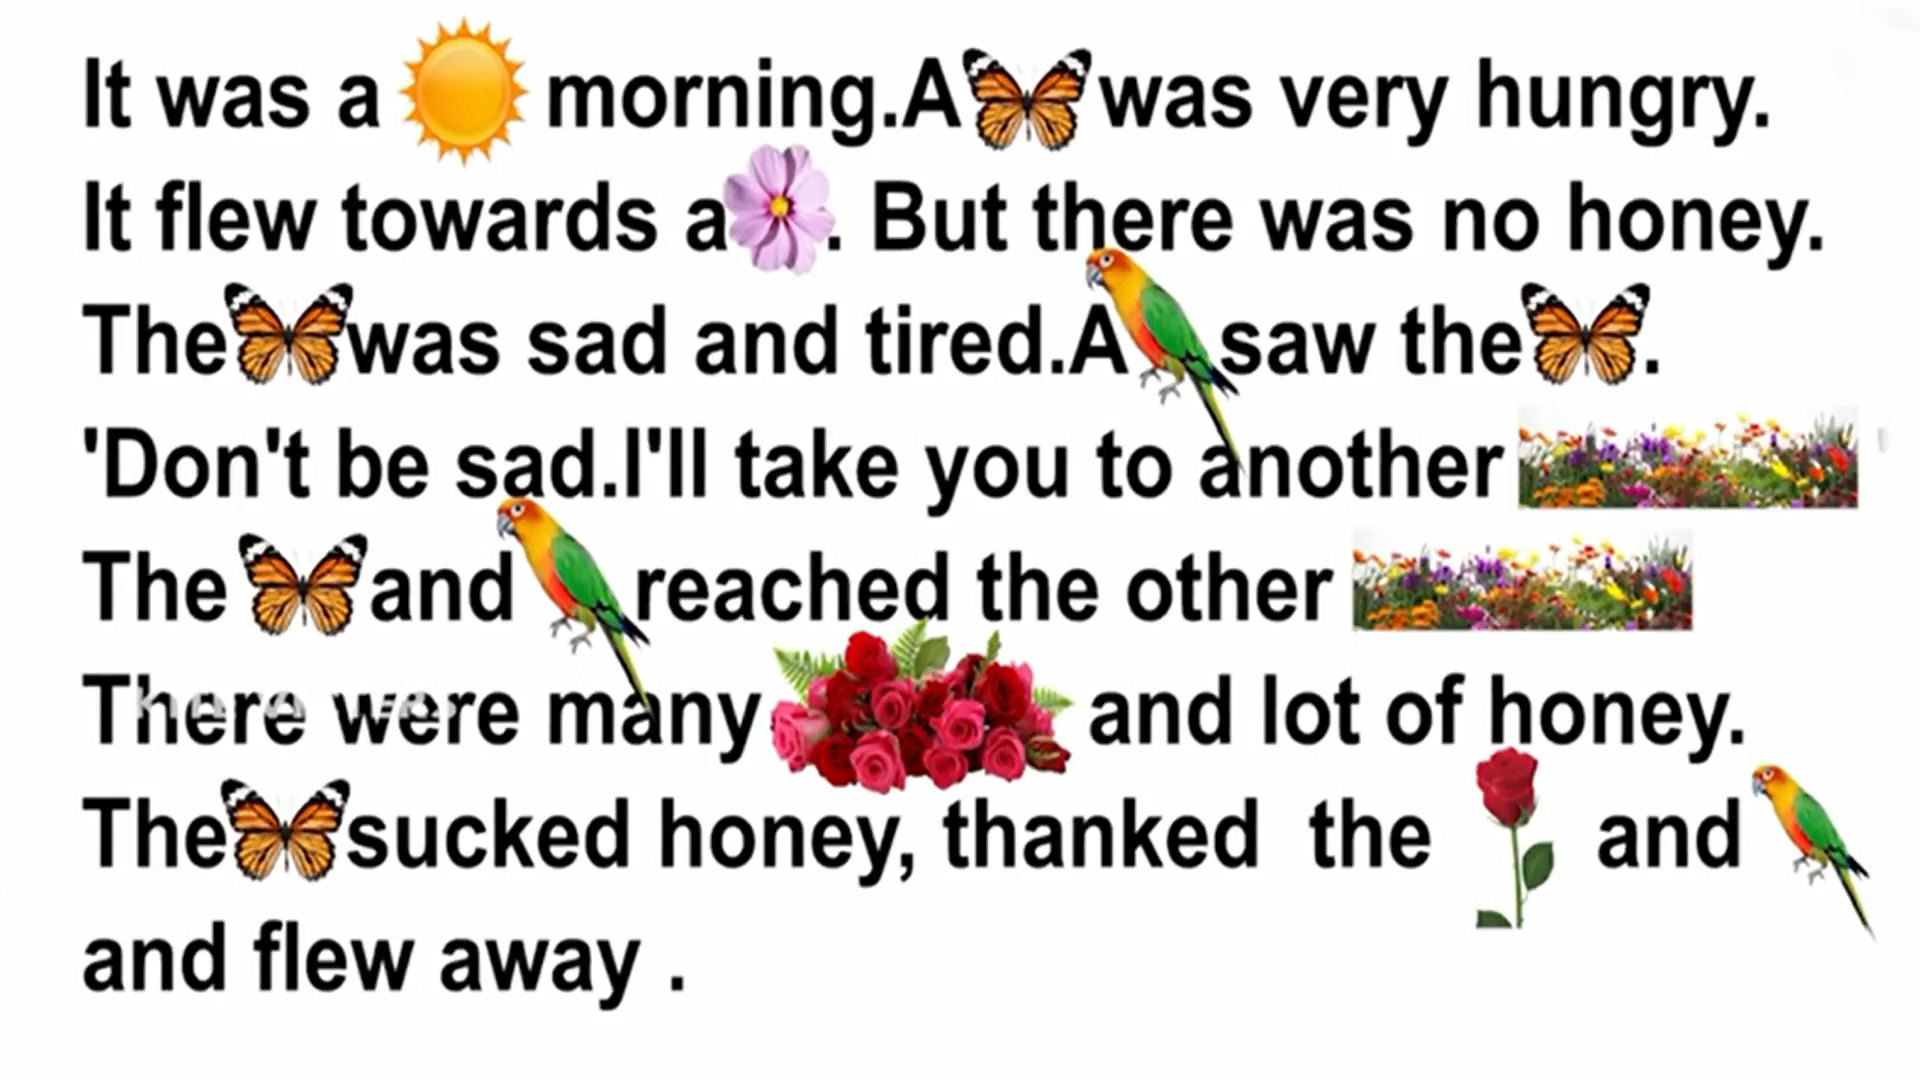 It was a morning.A was very hungry.
It flew towards a . But there was no honey.
The was sad and tired.A saw the .
'Don't be sad.I'll take you to another '
The and reached the other
There were many and lot of honey.
The sucked honey, thanked the and
and flew away .